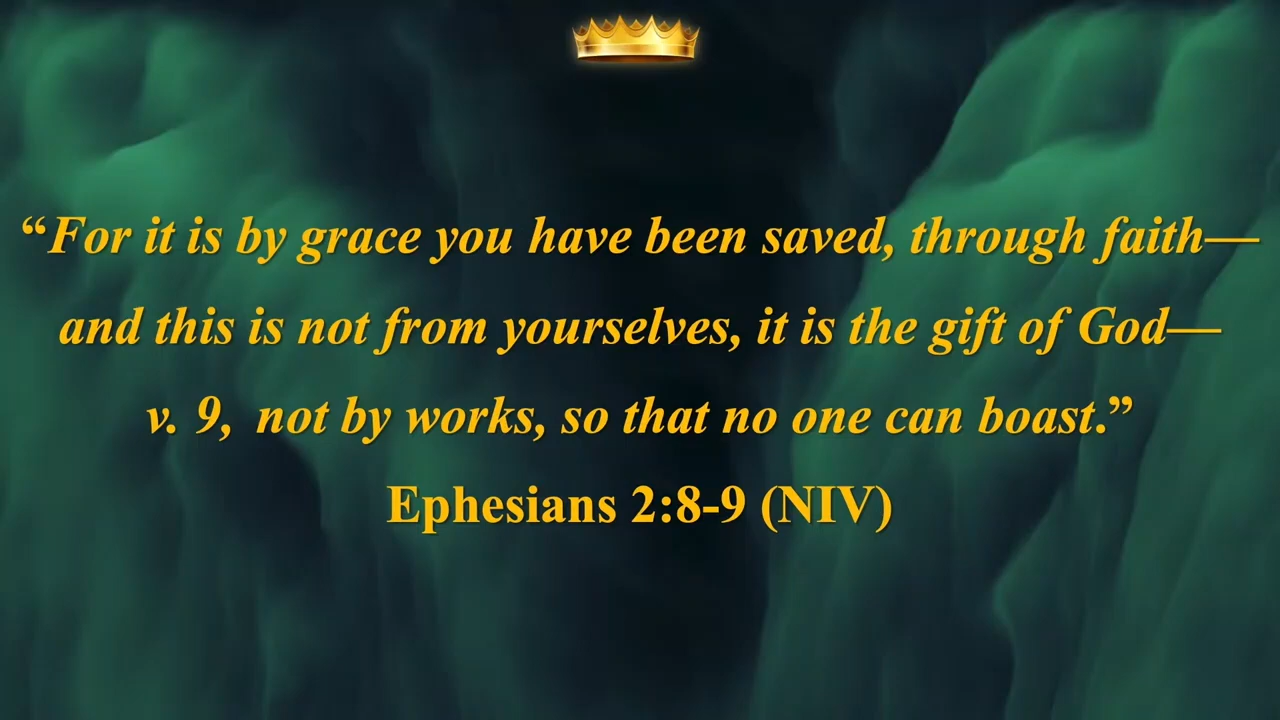 “For it is by grace you have been saved, through faith—
and this is not from yourselves, it is the gift of God—
v. 9, not by works, so that no one can boast.”
Ephesians 2:8-9 (NIV)